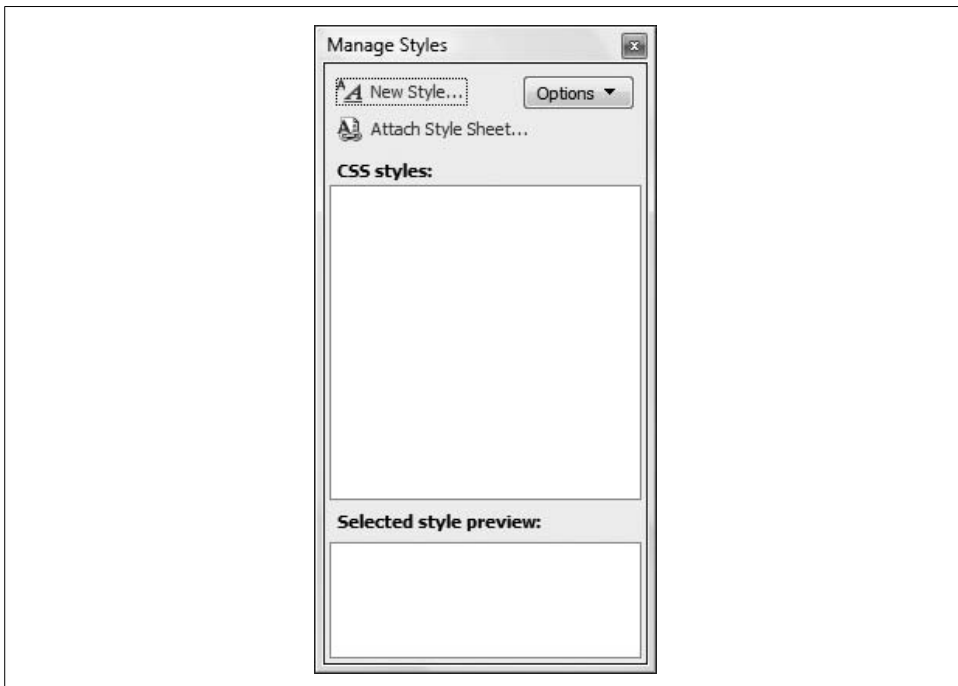 Manage Styles
New Style...
Options
Attach Style Sheet...
CSS styles:
Selected style preview: